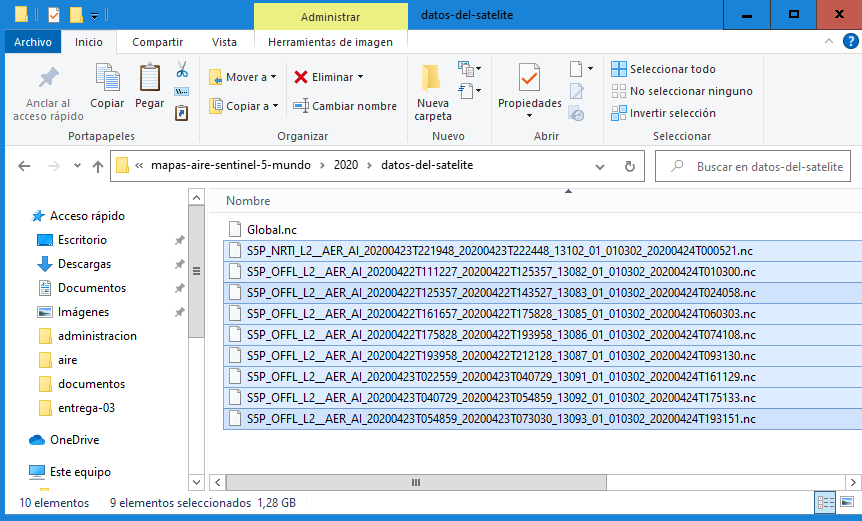 Administrar
datos-del-satelite
Archivo
Inicio
Compartir
Vista
Herramientas de imagen
Anclar al
acceso rápido
Copiar
Pegar
Mover a
Copiar a
Eliminar
Cambiar nombre
Nueva
carpeta
Propiedades
Seleccionar todo
No seleccionar ninguno
Invertir selección
Portapapeles
Organizar
Nuevo
Abrir
Seleccionar
« mapas-aire-sentinel-5-mundo > 2020 > datos-del-satelite
Buscar en datos-del-satelite
Acceso rápido
Escritorio
Descargas
Documentos
Imágenes
administracion
aire
documentos
entrega-03
OneDrive
Este equipo
Nombre
Global.nc
S5P_NRTI_L2__AER_AI_20200423T221948_20200423T222448_13102_01_010302_20200424T000521.nc
S5P_OFFL_L2__AER_AI_20200422T111227_20200422T125357_13082_01_010302_20200424T010300.nc
S5P_OFFL_L2__AER_AI_20200422T125357_20200422T143527_13083_01_010302_20200424T024058.nc
S5P_OFFL_L2__AER_AI_20200422T161657_20200422T175828_13085_01_010302_20200424T060303.nc
S5P_OFFL_L2__AER_AI_20200422T175828_20200422T193958_13086_01_010302_20200424T074108.nc
S5P_OFFL_L2__AER_AI_20200422T193958_20200422T212128_13087_01_010302_20200424T093130.nc
S5P_OFFL_L2__AER_AI_20200423T022559_20200423T040729_13091_01_010302_20200424T161129.nc
S5P_OFFL_L2__AER_AI_20200423T040729_20200423T054859_13092_01_010302_20200424T175133.nc
S5P_OFFL_L2__AER_AI_20200423T054859_20200423T073030_13093_01_010302_20200424T193151.nc
10 elementos
9 elementos seleccionados 1,28 GB